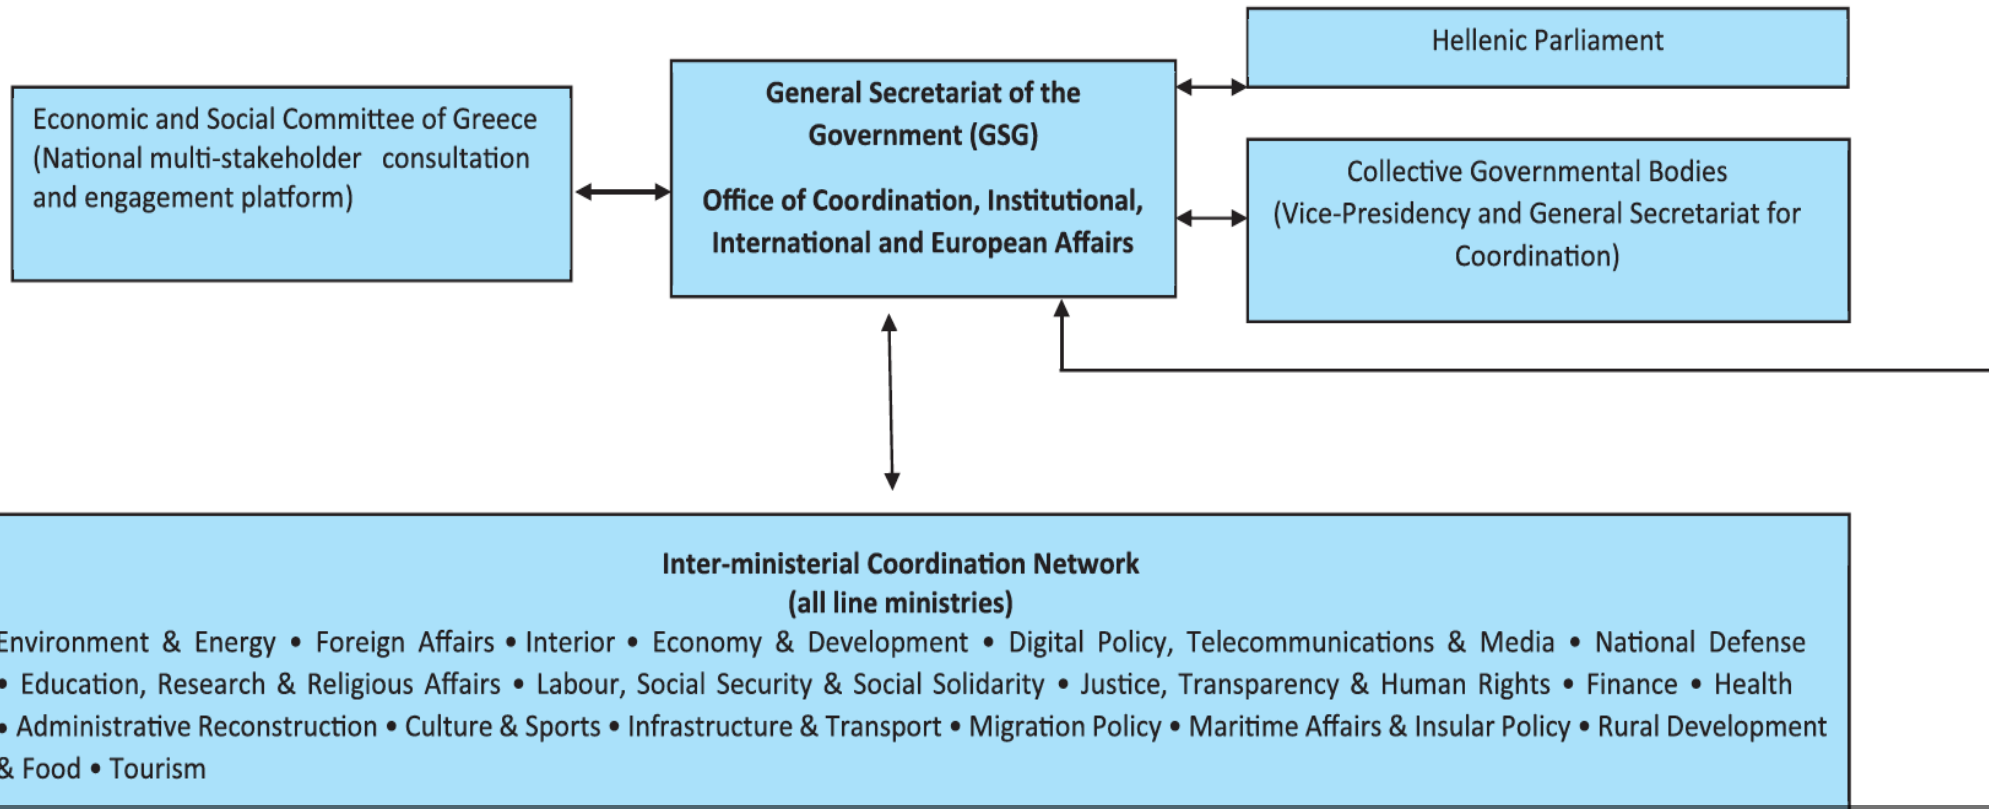 Hellenic Parliament
General Secretariat of the
Government (GSG)
Office of Coordination, Institutional,
International and European Affairs
Economic and Social Committee of Greece
(National multi-stakeholder consultation
and engagement platform)
Collective Governmental Bodies
(Vice-Presidency and General Secretariat for
Coordination)
Inter-ministerial Coordination Network
(all line ministries)
Environment & Energy • Foreign Affairs • Interior • Economy & Development • Digital Policy, Telecommunications & Media • National Defense
• Education, Research & Religious Affairs • Labour, Social Security & Social Solidarity • Justice, Transparency & Human Rights • Finance • Health
• Administrative Reconstruction • Culture & Sports • Infrastructure & Transport • Migration Policy • Maritime Affairs & Insular Policy • Rural Development
& Food • Tourism